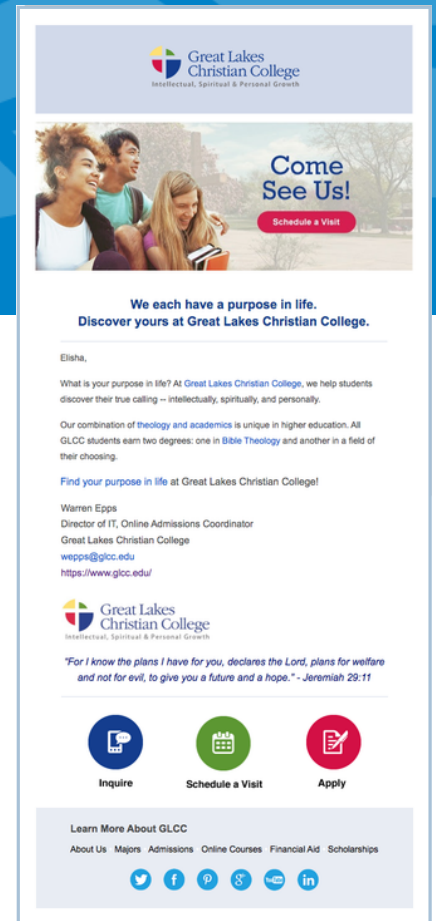 Great Lakes
Christian College
Intellectual, Spiritual & Personal Growth
Come
See Us!
Schedule a Visit
We each have a purpose in life.
Discover yours at Great Lakes Christian College.
Elisha,
What is your purpose in life? At Great Lakes Christian College, we help students
discover their true calling -- intellectually, spiritually, and personally.
Our combination of theology and academics is unique in higher education. All
GLCC students earn two degrees: one in Bible Theology and another in a field of
their choosing.
Find your purpose in life at Great Lakes Christian College!
Warren Epps
Director of IT, Online Admissions Coordinator
Great Lakes Christian College
wepps@glcc.edu
https://www.glcc.edu/
Great Lakes
Christian College
Intellectual, Spiritual & Personal Growth
"For I know the plans I have for you, declares the Lord, plans for welfare
and not for evil, to give you a future and a hope." - Jeremiah 29:11
Inquire Schedule a Visit Apply
Learn More About GLCC
About Us Majors Admissions Online Courses Financial Aid Scholarships
You Tube